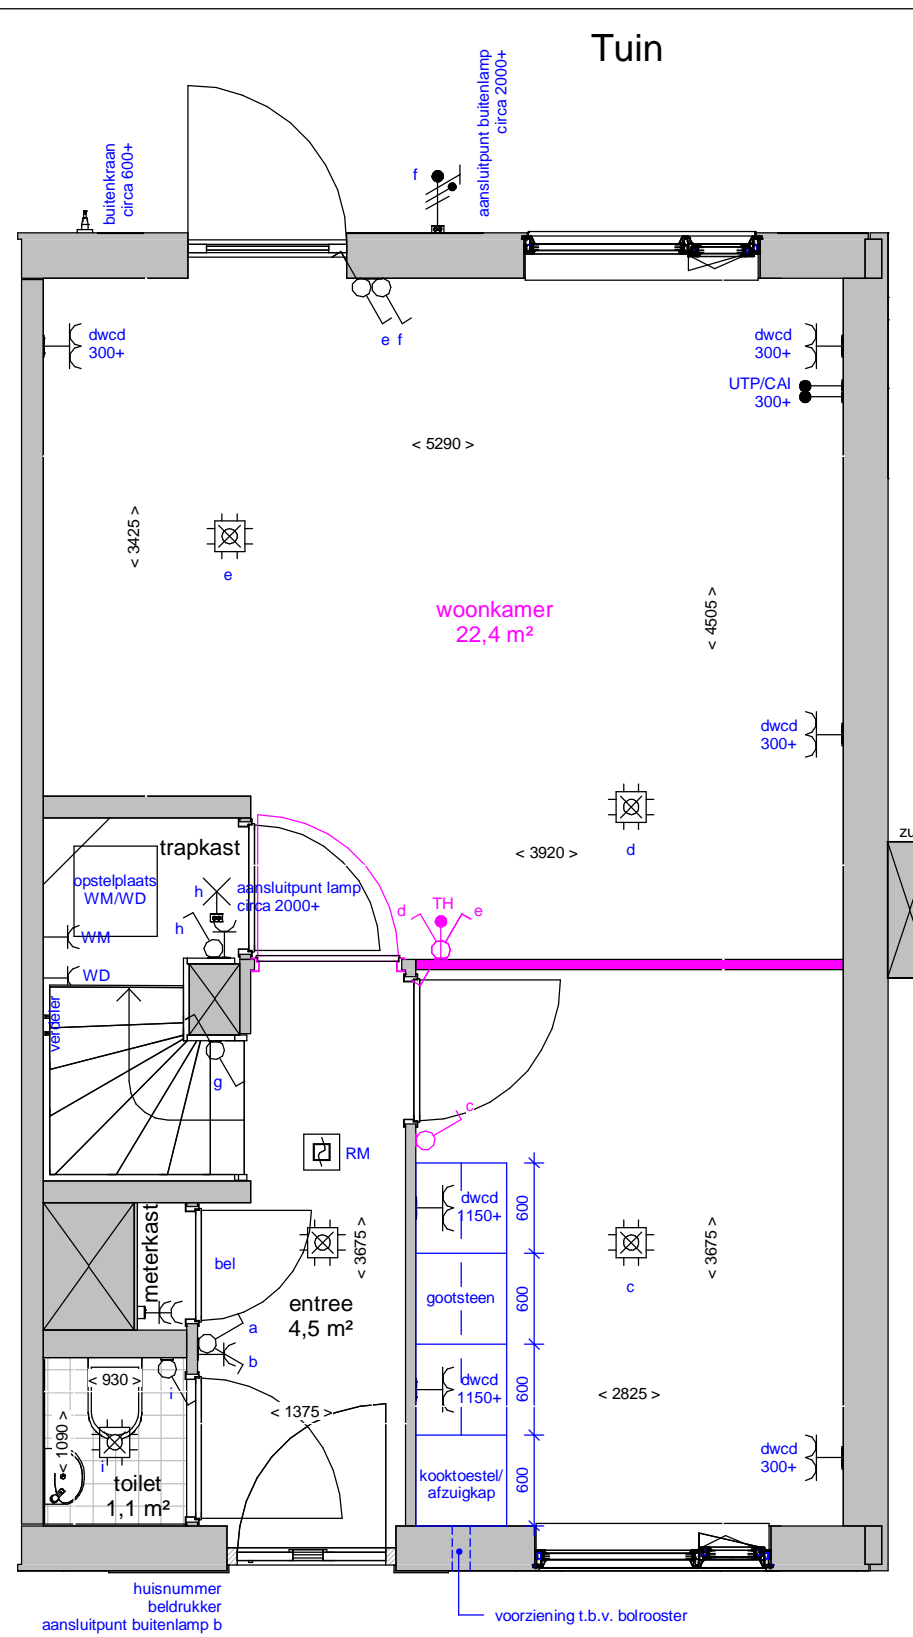 Tuin
aansluitpunt buitenlamp
circa 2000+
buitenkraan
circa 600+
f
e f
dwcd
300+
dwcd
300+
UTP/CAI
300+
< 5290 >
< 3425 >
e
woonkamer
22,4 m²
< 4505 >
dwcd
300+
d
< 3920 >
zu
trapkast
opstelplaats
WM/WD
h
aansluitpunt lamp
circa 2000+
h
WM
WD
d
TH
e
verdeler
g
c
RM
dwcd
1150+
600
meterkast
bel
< 3675 >
< 3675 >
entree
4,5 m²
gootsteen
600
c
a
b
dwcd
1150+
600
< 930 >
i
< 1375 >
< 2825 >
< 1090 >
i
toilet
1,1 m²
kooktoestel/
afzuigkap
600
dwcd
300+
huisnummer
beldrukker
aansluitpunt buitenlamp b
voorziening t.b.v. bolrooster